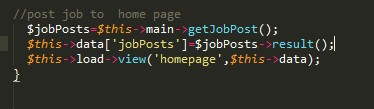 //post job to  home page
$jobPosts=$this->main->getJobPost();
$this->data['jobPosts']=$jobPosts->result();
$this->load->view('homepage',$this->data);
}